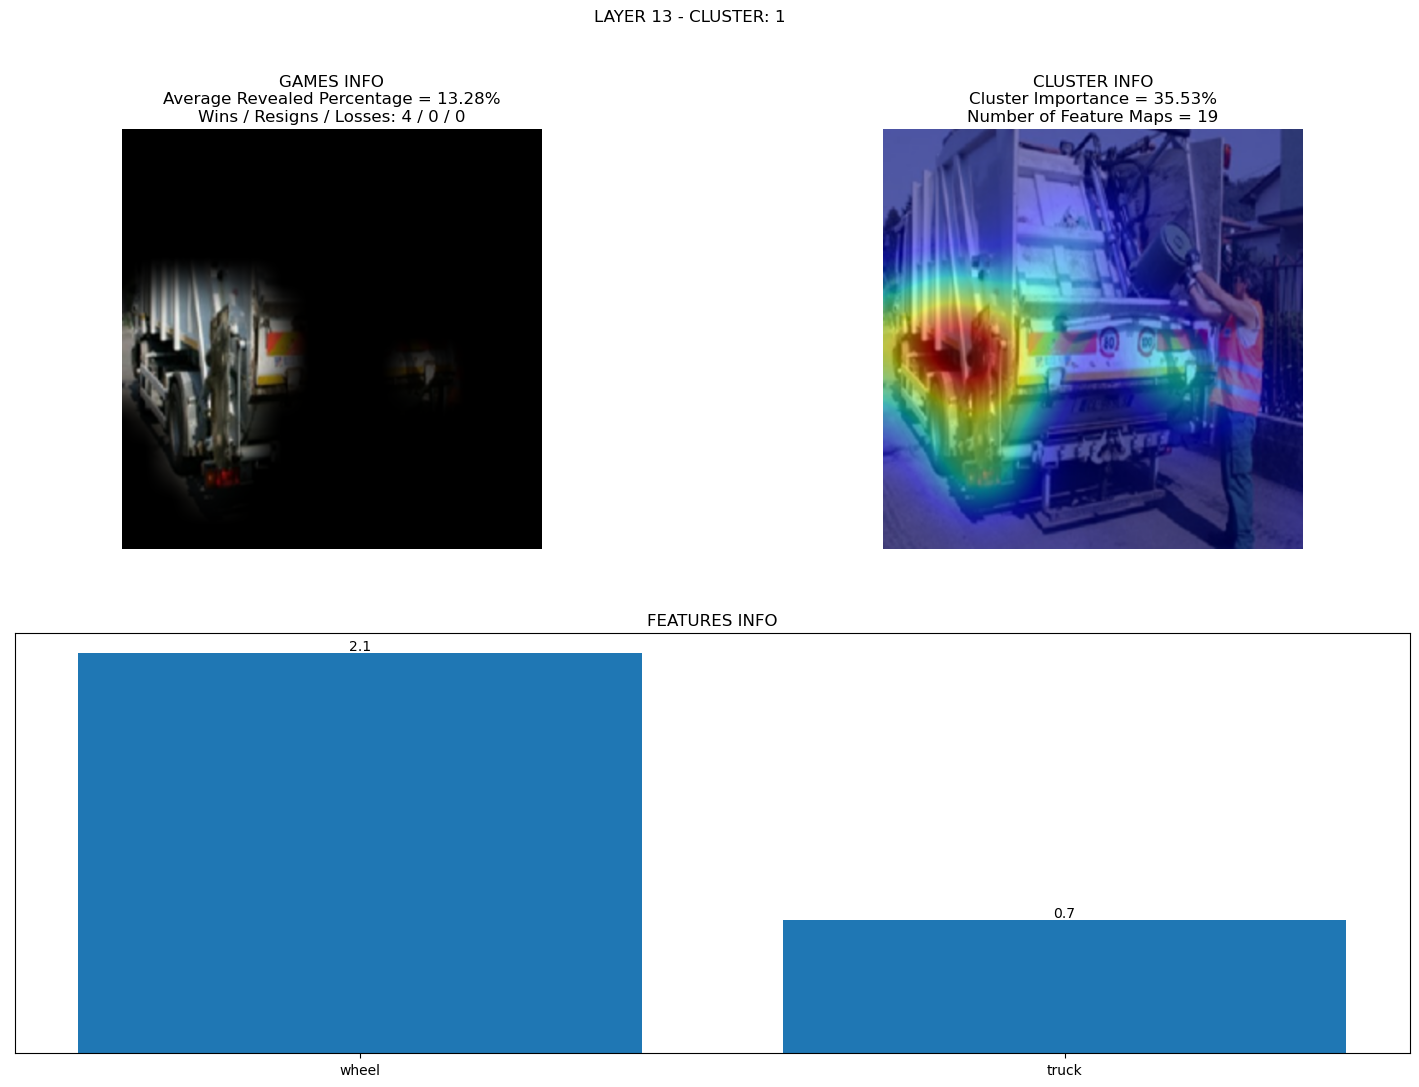 LAYER 13 - CLUSTER: 1
GAMES INFO
Average Revealed Percentage = 13.28%
Wins / Resigns / Losses: 4 / 0 / 0
CLUSTER INFO
Cluster Importance = 35.53%
Number of Feature Maps = 19
FEATURES INFO
2.1
0.7
wheel
truck